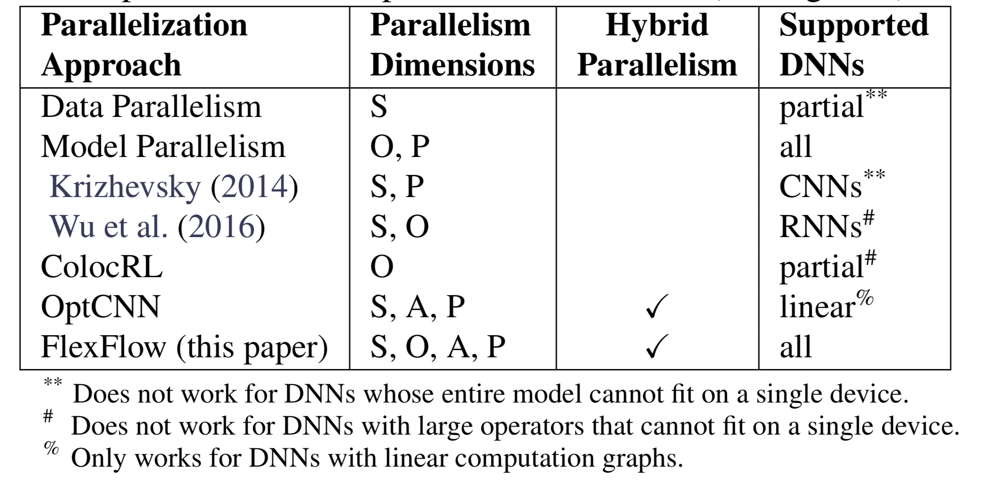 Parallelization Parallelism Hybrid Supported
Approach Dimensions Parallelism DNNs
Data Parallelism S partial**
Model Parallelism O, P all
Krizhevsky (2014) S, P CNNs**
Wu et al. (2016) S, O RNNs#
ColocRL O partial#
OptCNN S, A, P ✓ linear%
FlexFlow (this paper) S, O, A, P ✓ all
** Does not work for DNNs whose entire model cannot fit on a single device.
# Does not work for DNNs with large operators that cannot fit on a single device.
% Only works for DNNs with linear computation graphs.